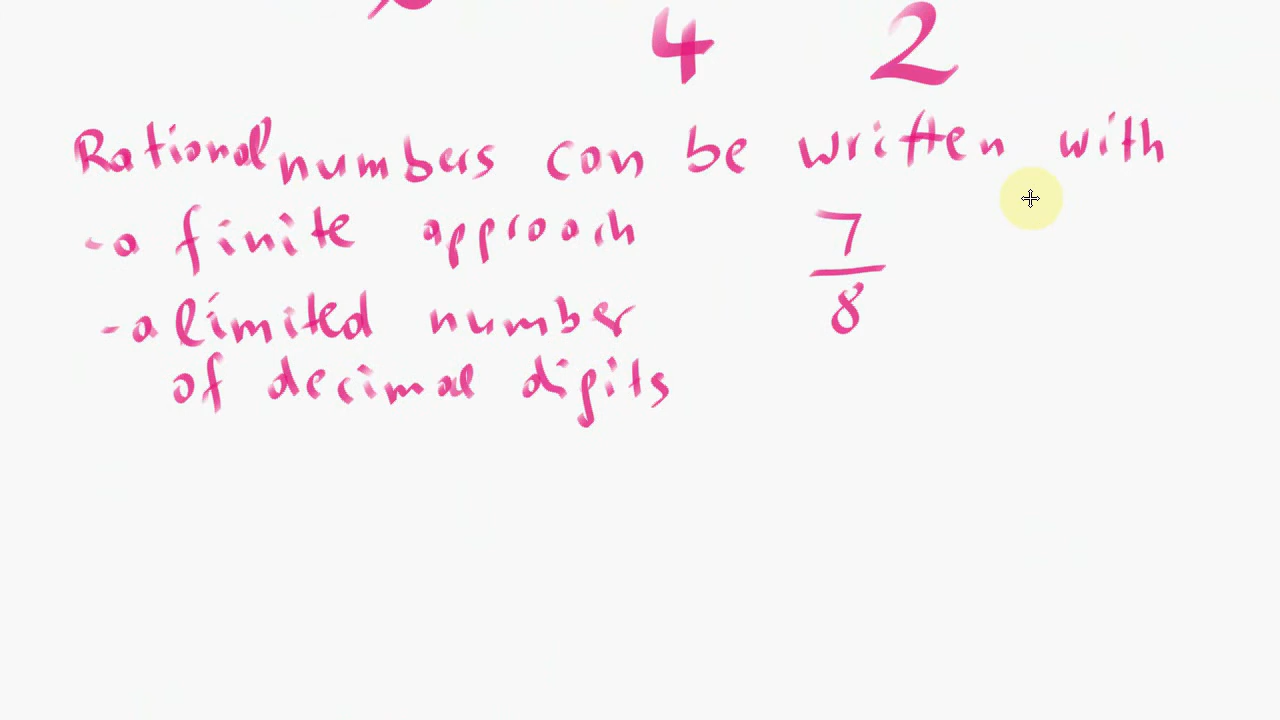 4 2
Rational numbers can be written with
- a finite approach
7
8
- a limited number
of decimal digits